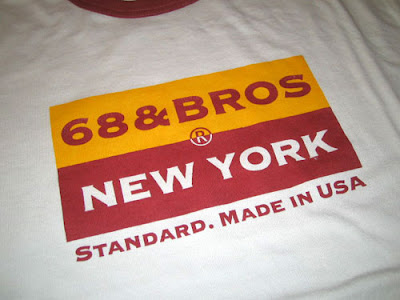 68&BROS
®
NEW YORK
STANDARD. MADE IN USA